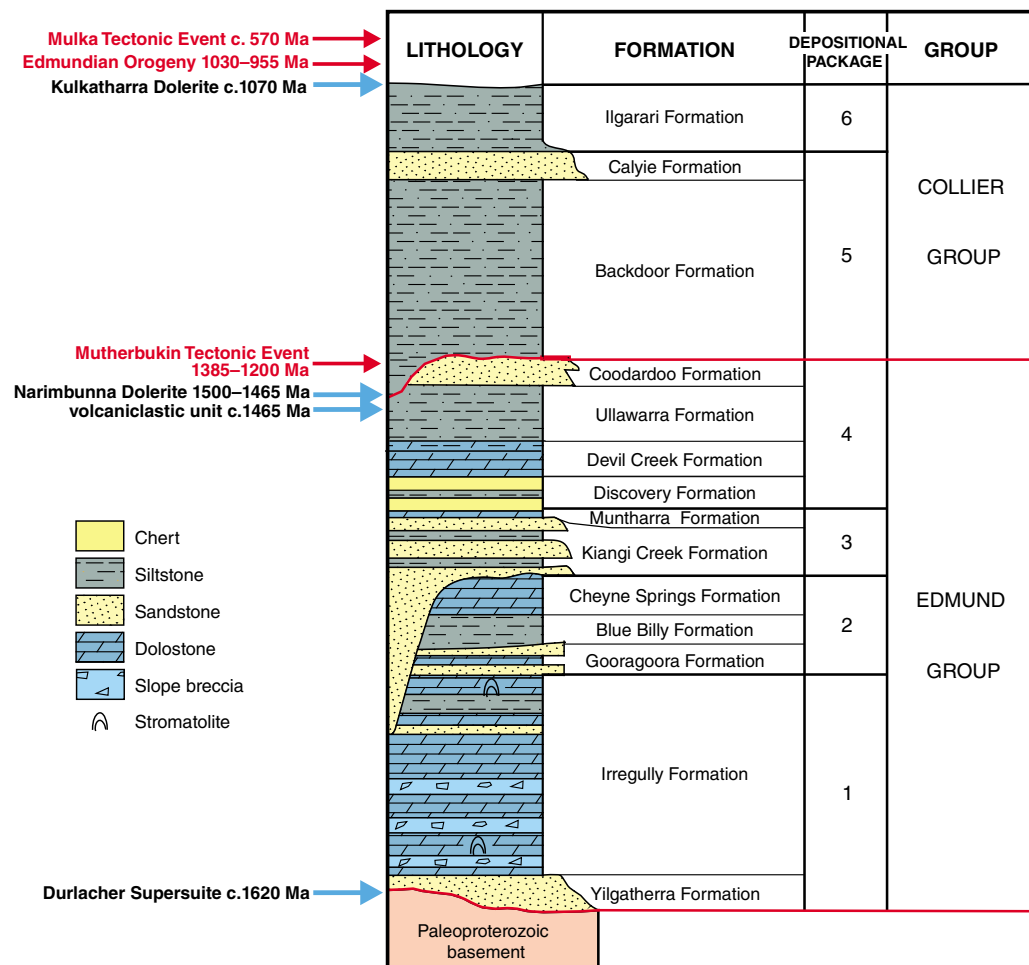 Mulka Tectonic Event c. 570 Ma
Edmundian Orogeny 1030–955 Ma
Kulkatharra Dolerite c.1070 Ma
LITHOLOGY
FORMATION
DEPOSITIONAL
PACKAGE
GROUP
Ilgarari Formation
6
Calyie Formation
Backdoor Formation
5
COLLIER
GROUP
Mutherbukin Tectonic Event
1385–1200 Ma
Narimbunna Dolerite 1500–1465 Ma
volcaniclastic unit c.1465 Ma
Coodardoo Formation
Ullawarra Formation
Devil Creek Formation
Discovery Formation
4
Muntharra Formation
Kiangi Creek Formation
3
Cheyne Springs Formation
Blue Billy Formation
Gooragoora Formation
2
Irregully Formation
Yilgatherra Formation
1
EDMUND
GROUP
Chert
Siltstone
Sandstone
Dolostone
Slope breccia
Stromatolite
Durlacher Supersuite c.1620 Ma
Paleoproterozoic
basement